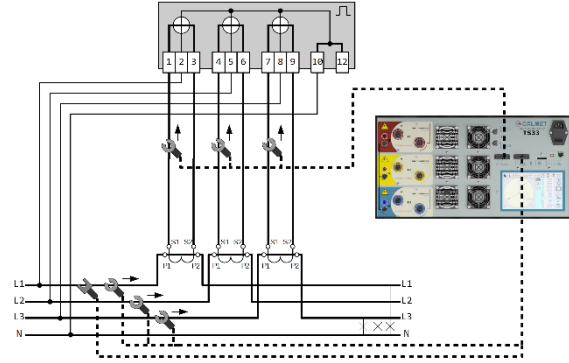 1 2 3 4 5 6 7 8 9 10 12
CALMET
TS33
S1 S2 S1 S2 S1 S2
P1 P2 P1 P2 P1 P2
L1 L1
L2 L2
L3 L3
N N